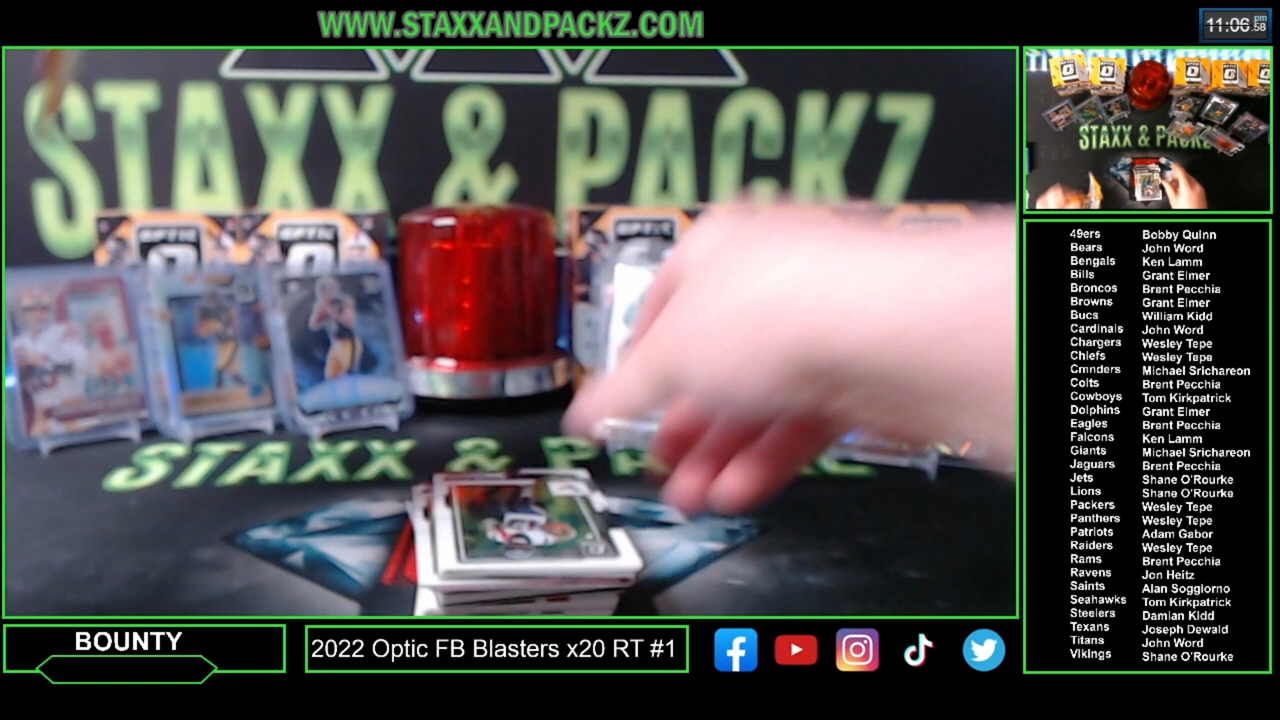 WWW.STAXXANDPACKZ.COM
11:06 pm .58
STAXX & PACKZ
OPTIC OPTIC
STAXX & PA
STAXX & PACKZ
49ers Bobby Quinn
Bears John Word
Bengals Ken Lamm
Bills Grant Elmer
Broncos Brent Pecchia
Browns Grant Elmer
Bucs William Kidd
Cardinals John Word
Chargers Wesley Tepe
Chiefs Wesley Tepe
Cmnders Michael Srichareon
Colts Brent Pecchia
Cowboys Tom Kirkpatrick
Dolphins Grant Elmer
Eagles Brent Pecchia
Falcons Ken Lamm
Giants Michael Srichareon
Jaguars Brent Pecchia
Jets Shane O'Rourke
Lions Shane O'Rourke
Packers Wesley Tepe
Panthers Wesley Tepe
Patriots Adam Gabor
Raiders Wesley Tepe
Rams Brent Pecchia
Ravens Jon Heitz
Saints Alan Soggiorno
Seahawks Tom Kirkpatrick
Steelers Damian Kidd
Texans Joseph Dewald
Titans John Word
Vikings Shane O'Rourke
BOUNTY
2022 Optic FB Blasters x20 RT #1